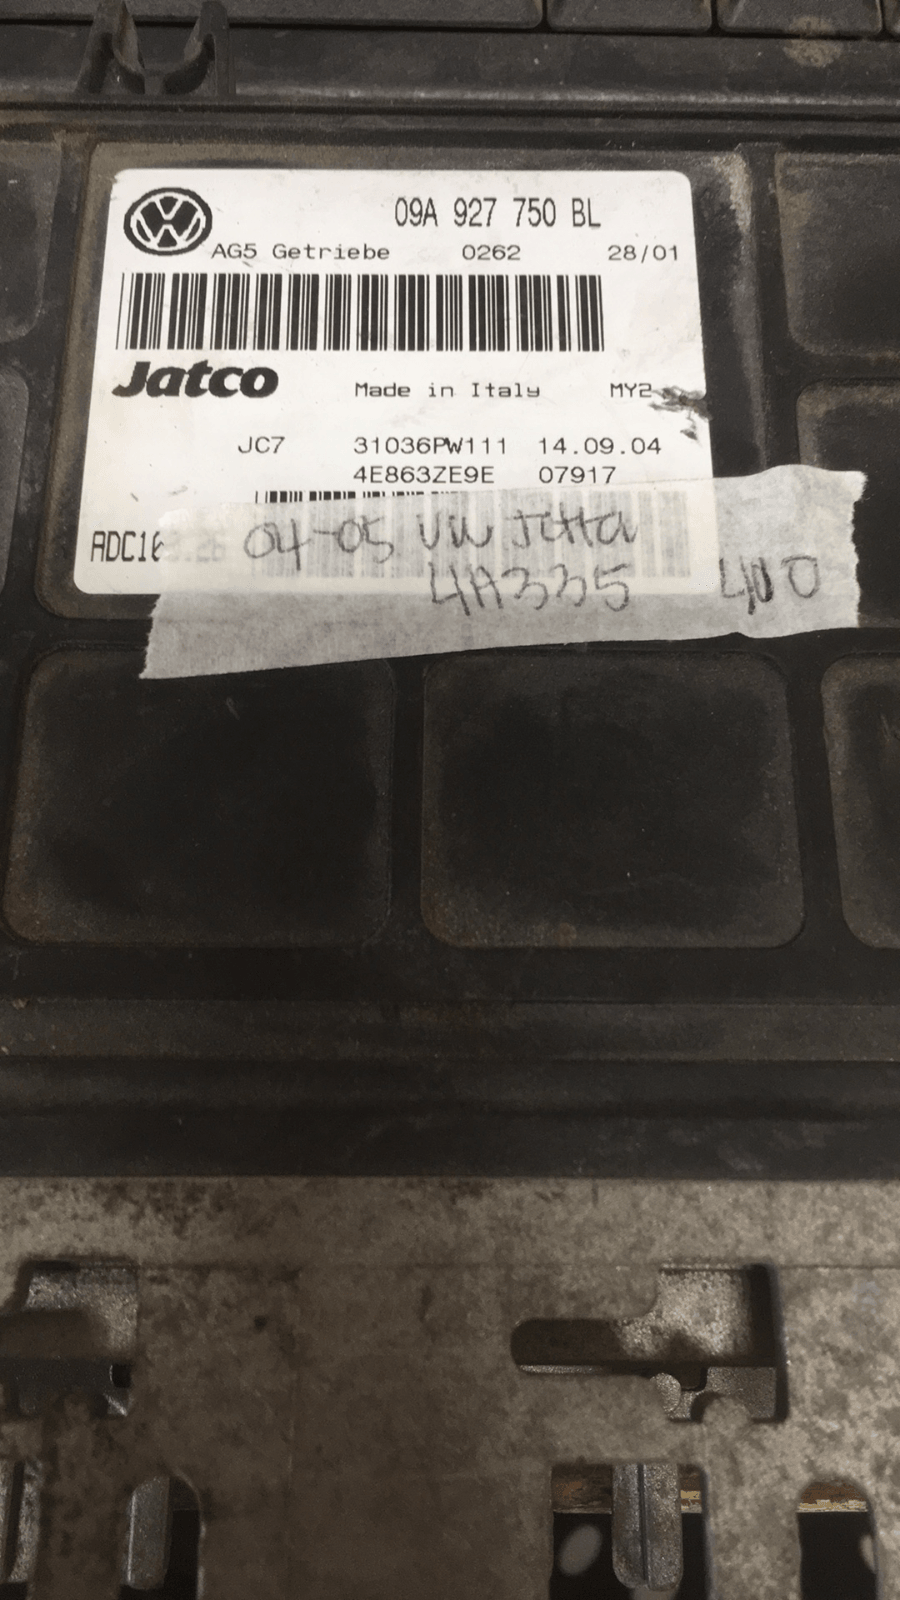 09A 927 750 BL
AG5 Getriebe 0262 28/01
Jatco Made in Italy MY2
JC7 31036PW111 14.09.04
4E863ZE9E 07917
04-05 VW Jetta
4A335 400